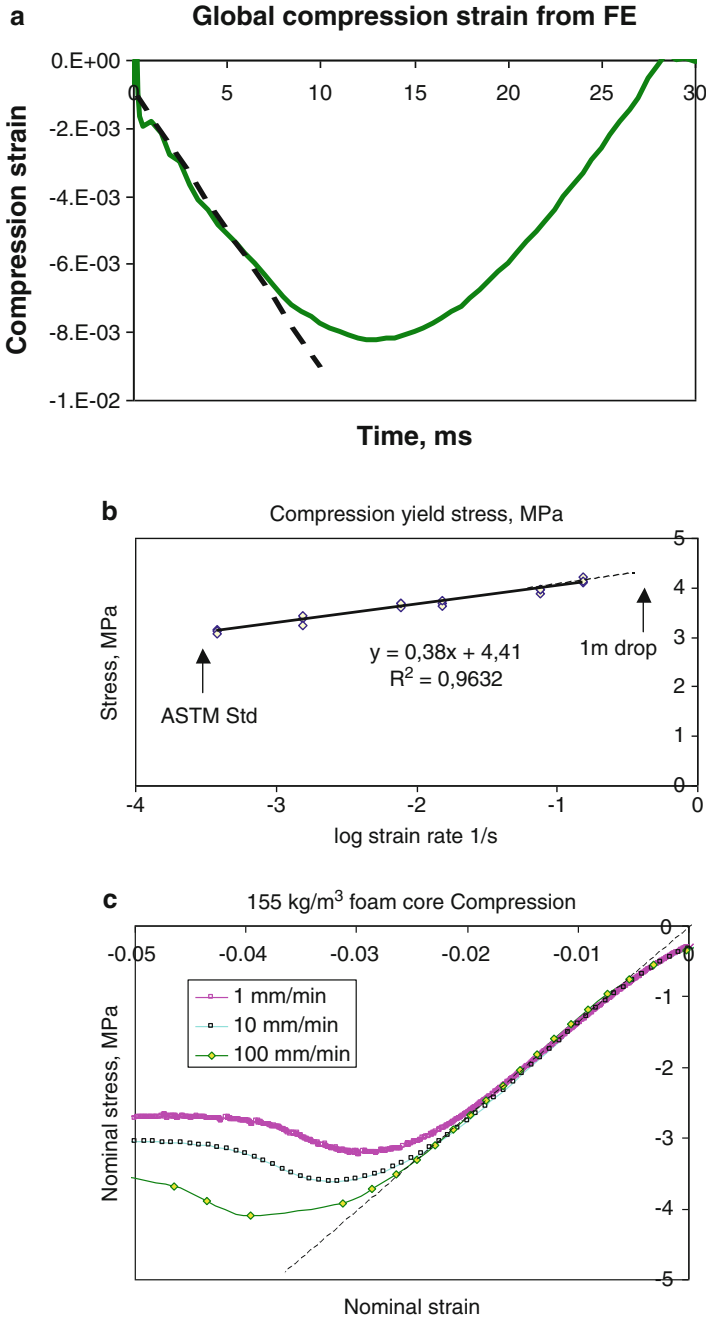 a
Global compression strain from FE
0.E+00
0 5 10 15 20 25 30
-2.E-03
-4.E-03
-6.E-03
-8.E-03
-1.E-02
Compression strain
Time, ms
b
Compression yield stress, MPa
5
4
3
2
1
0
Stress, MPa
y = 0,38x + 4,41
R² = 0,9632
1m drop
ASTM Std
-4 -3 -2 -1 0
log strain rate 1/s
c
155 kg/m³ foam core Compression
0
-0.05 -0.04 -0.03 -0.02 -0.01 0
1 mm/min
10 mm/min
100 mm/min
-1
-2
-3
-4
-5
Nominal stress, MPa
Nominal strain